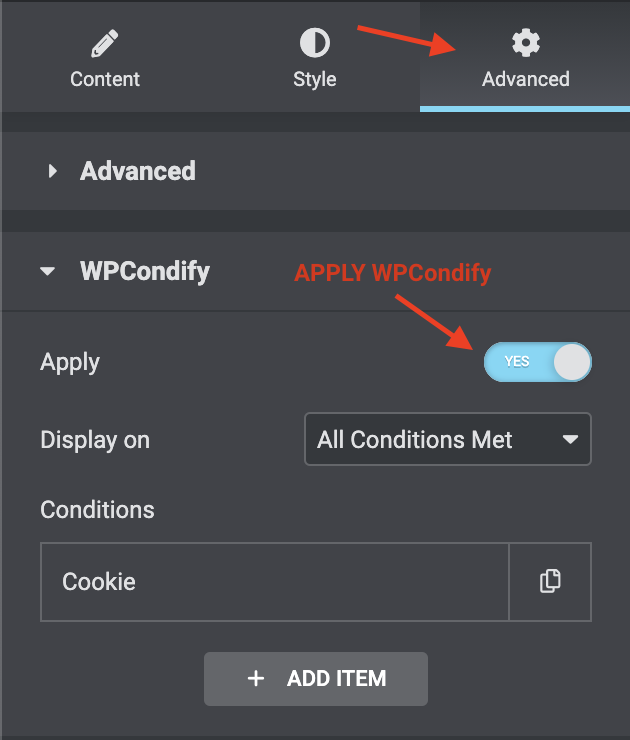 Content
Style
Advanced
Advanced
WPCondify
APPLY WPCondify
Apply
YES
Display on
All Conditions Met
Conditions
Cookie
+ ADD ITEM